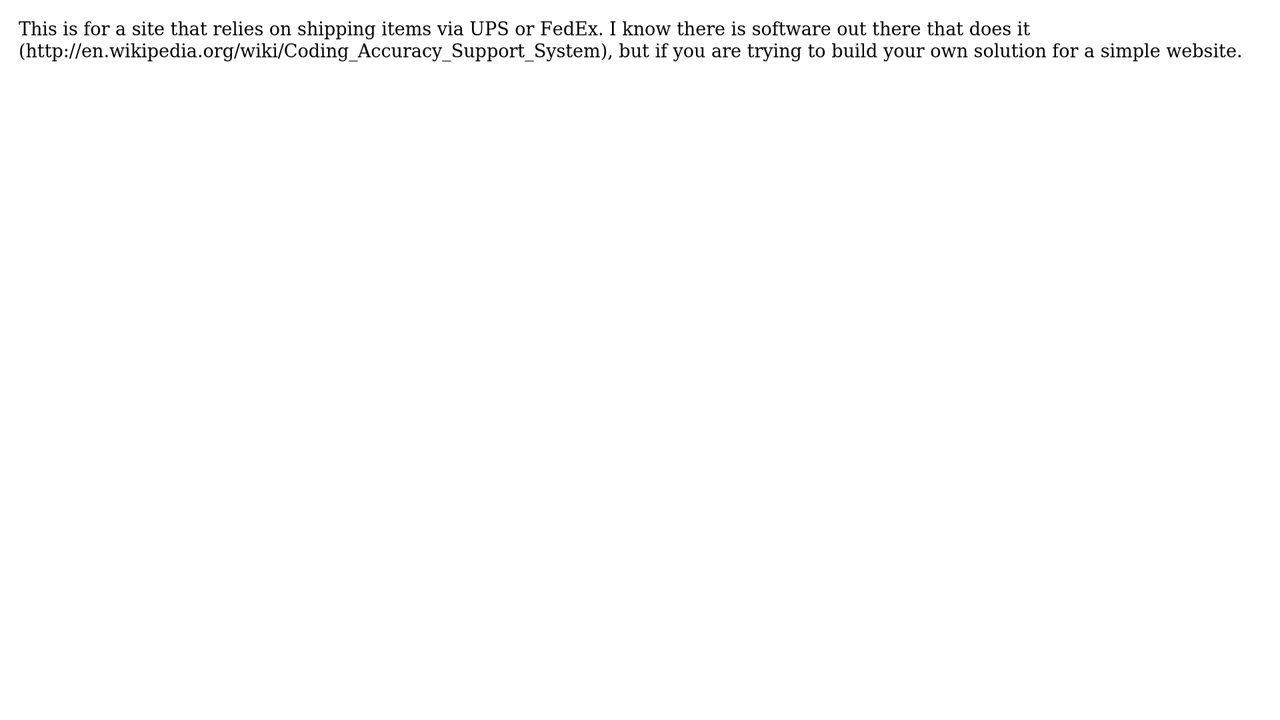 This is for a site that relies on shipping items via UPS or FedEx. I know there is software out there that does it
(http://en.wikipedia.org/wiki/Coding_Accuracy_Support_System), but if you are trying to build your own solution for a simple website.